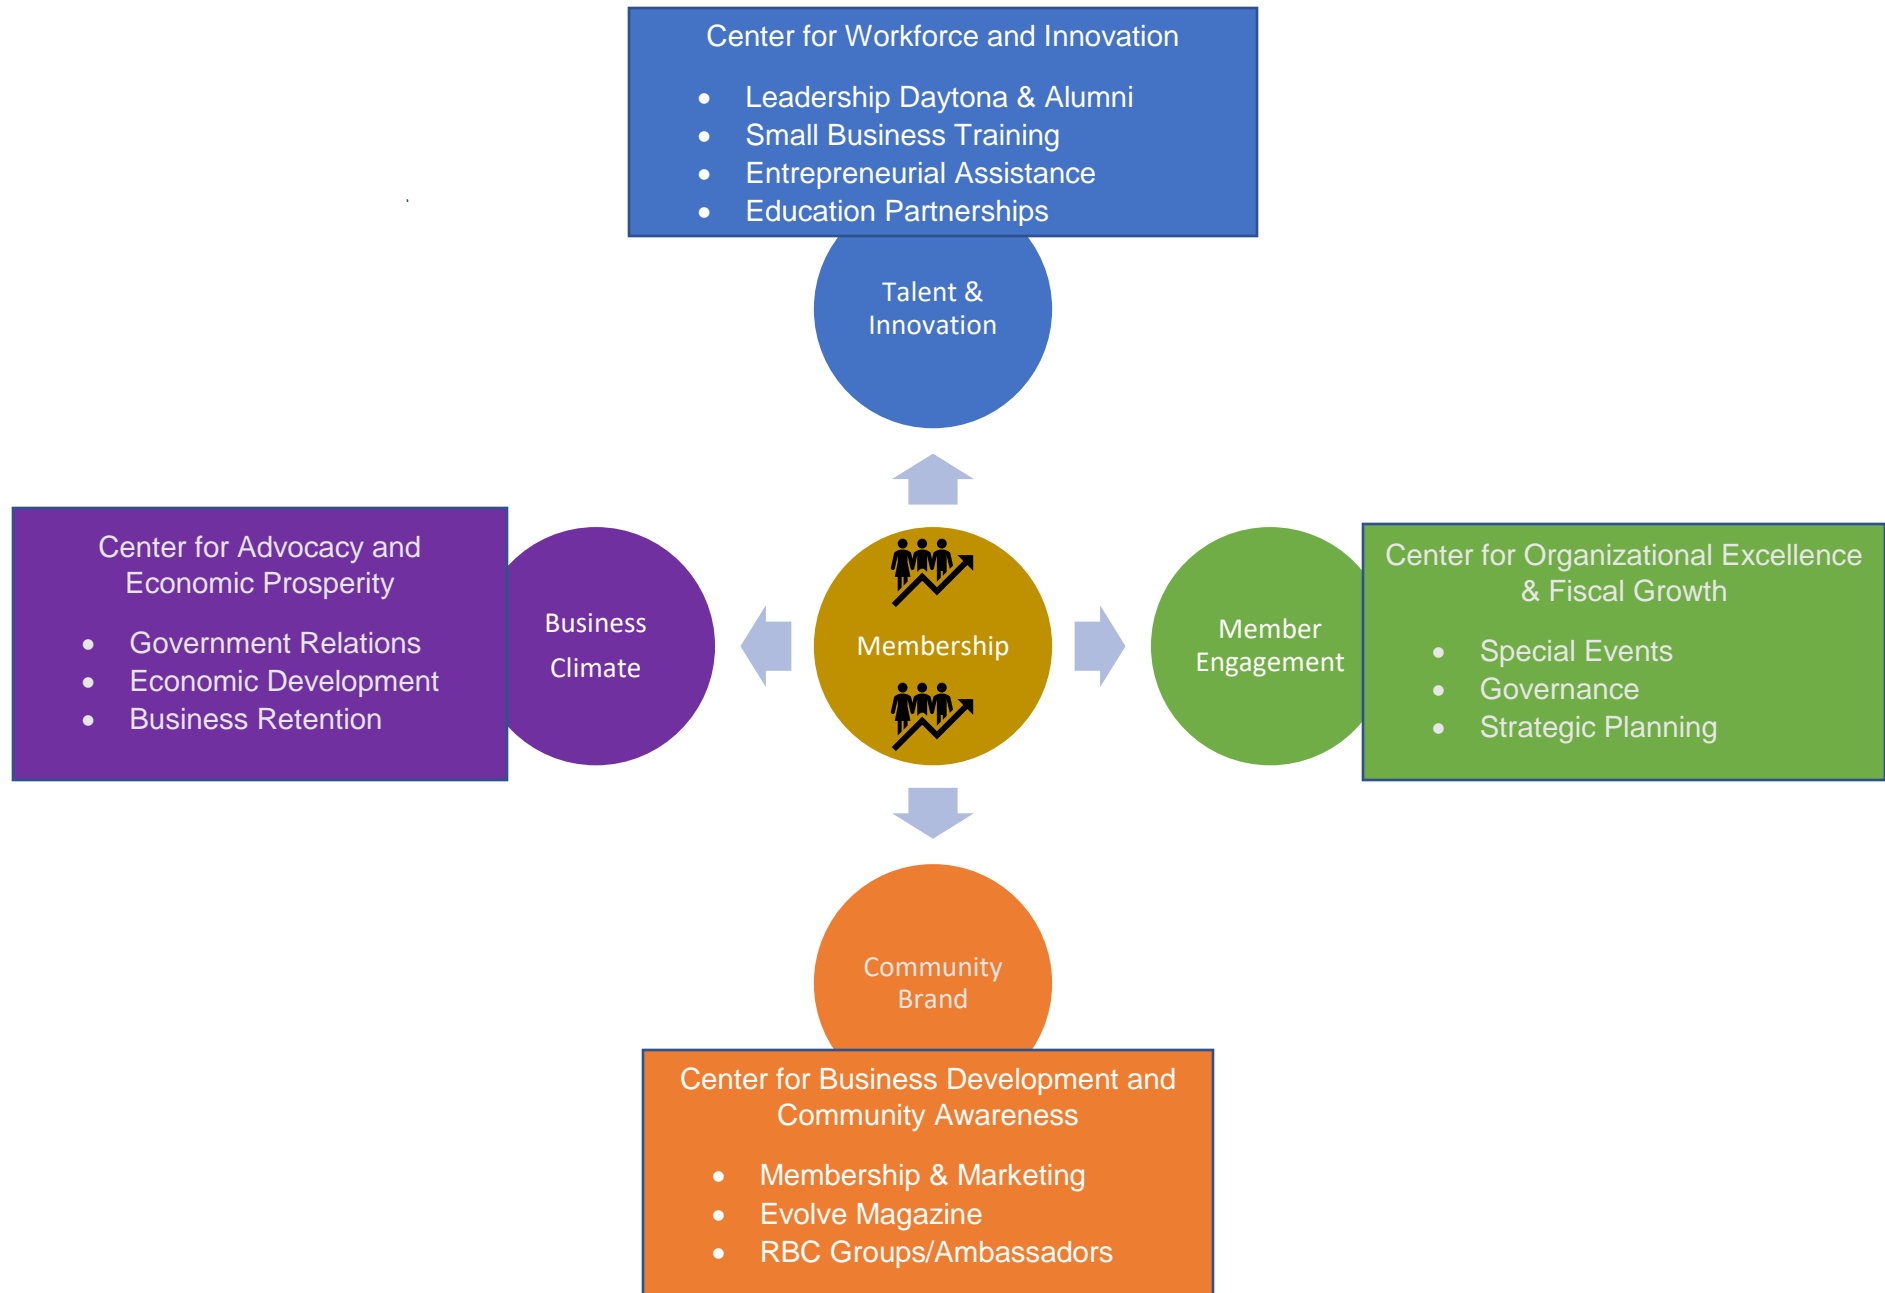 Center for Workforce and Innovation
• Leadership Daytona & Alumni
• Small Business Training
• Entrepreneurial Assistance
• Education Partnerships
Talent &
Innovation
Center for Advocacy and
Economic Prosperity
• Government Relations
• Economic Development
• Business Retention
Business
Climate
Membership
Member
Engagement
Center for Organizational Excellence
& Fiscal Growth
• Special Events
• Governance
• Strategic Planning
Community
Brand
Center for Business Development and
Community Awareness
• Membership & Marketing
• Evolve Magazine
• RBC Groups/Ambassadors